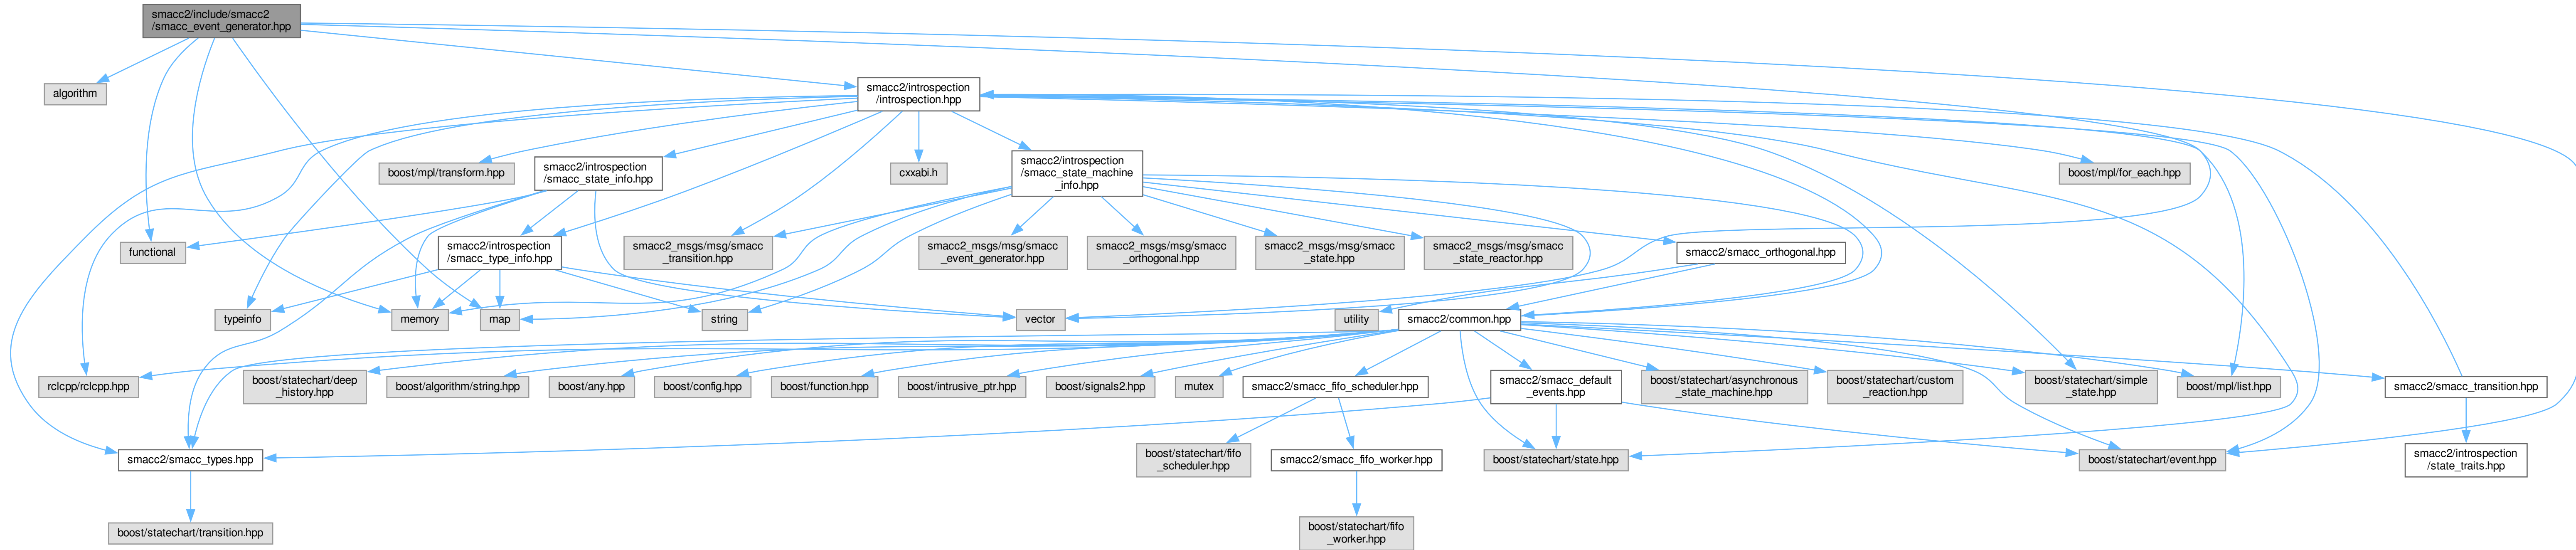 smacc2/include/smacc2
/smacc_event_generator.hpp
algorithm
smacc2/introspection
/introspection.hpp
boost/mpl/transform.hpp
smacc2/introspection
/smacc_state_info.hpp
cxxabi.h
smacc2/introspection
/smacc_state_machine
_info.hpp
boost/mpl/for_each.hpp
functional
smacc2/introspection
/smacc_type_info.hpp
smacc2_msgs/msg/smacc
_transition.hpp
smacc2_msgs/msg/smacc
_event_generator.hpp
smacc2_msgs/msg/smacc
_orthogonal.hpp
smacc2_msgs/msg/smacc
_state.hpp
smacc2_msgs/msg/smacc
_state_reactor.hpp
smacc2/smacc_orthogonal.hpp
typeinfo
memory
map
string
vector
utility
smacc2/common.hpp
rclcpp/rclcpp.hpp
boost/statechart/deep
_history.hpp
boost/algorithm/string.hpp
boost/any.hpp
boost/config.hpp
boost/function.hpp
boost/intrusive_ptr.hpp
boost/signals2.hpp
mutex
smacc2/smacc_fifo_scheduler.hpp
smacc2/smacc_default
_events.hpp
boost/statechart/asynchronous
_state_machine.hpp
boost/statechart/custom
_reaction.hpp
boost/statechart/simple
_state.hpp
boost/mpl/list.hpp
smacc2/smacc_transition.hpp
smacc2/smacc_types.hpp
boost/statechart/fifo
_scheduler.hpp
smacc2/smacc_fifo_worker.hpp
boost/statechart/state.hpp
boost/statechart/event.hpp
smacc2/introspection
/state_traits.hpp
boost/statechart/transition.hpp
boost/statechart/fifo
_worker.hpp